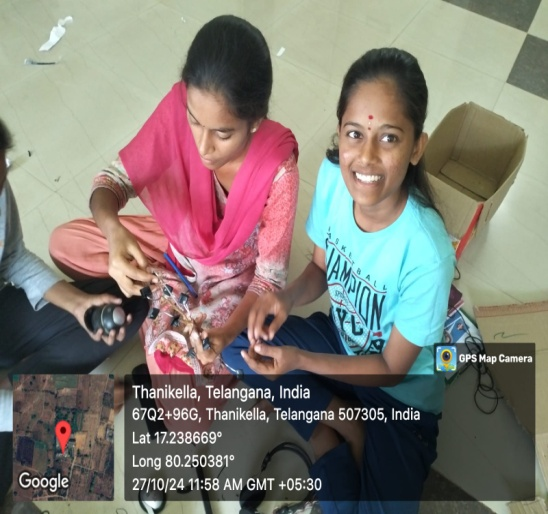 BASKETBALL
CHAMPION
GPS Map Camera
Thanikella, Telangana, India
67Q2+96G, Thanikella, Telangana 507305, India
Lat 17.238669°
Long 80.250381°
27/10/24 11:58 AM GMT +05:30
Google